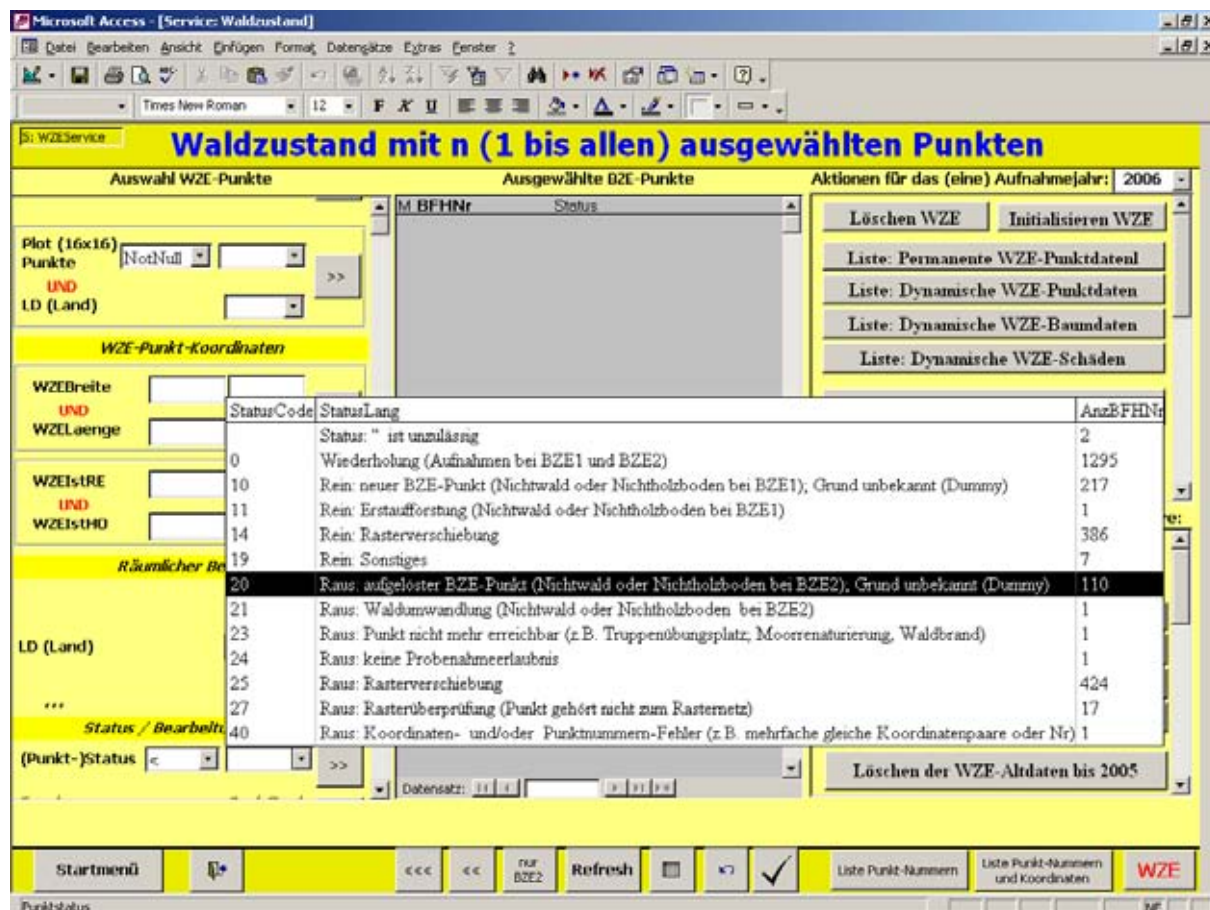 Microsoft Access - [Service: Waldzustand]
Datei Bearbeiten Ansicht Einfügen Format Datensätze Extras Fenster ?
Times New Roman 12 F K U
S: WZEService
Waldzustand mit n (1 bis allen) ausgewählten Punkten
Auswahl WZE-Punkte
Ausgewählte BZE-Punkte
Aktionen für das (eine) Aufnahmejahr: 2006
M BFHNr Status
Löschen WZE Initialisieren WZE
Plot (16x16) Punkte NotNull >>
UND
LD (Land)
Liste: Permanente WZE-Punktdatenl
Liste: Dynamische WZE-Punktdaten
Liste: Dynamische WZE-Baumdaten
Liste: Dynamische WZE-Schäden
WZE-Punkt-Koordinaten
WZEBreite
UND
WZELaenge
WZEIstRE
UND
WZEIstHO
Räumlicher Be
LD (Land)
...
Status / Bearbeitu
(Punkt-)Status < >>
StatusCode StatusLang AnzBFHNr
Status: '' ist unzulässig 2
0 Wiederholung (Aufnahmen bei BZE1 und BZE2) 1295
10 Rein: neuer BZE-Punkt (Nichtwald oder Nichtholzboden bei BZE1); Grund unbekannt (Dummy) 217
11 Rein: Erstaufforstung (Nichtwald oder Nichtholzboden bei BZE1) 1
14 Rein: Rasterverschiebung 386
19 Rein: Sonstiges 7
20 Raus: aufgelöster BZE-Punkt (Nichtwald oder Nichtholzboden bei BZE2); Grund unbekannt (Dummy) 110
21 Raus: Waldumwandlung (Nichtwald oder Nichtholzboden bei BZE2) 1
23 Raus: Punkt nicht mehr erreichbar (z.B. Truppenübungsplatz, Moorrenaturierung, Waldbrand) 1
24 Raus: keine Probenahmeerlaubnis 1
25 Raus: Rasterverschiebung 424
27 Raus: Rasterüberprüfung (Punkt gehört nicht zum Rasternetz) 17
40 Raus: Koordinaten- und/oder Punktnummern-Fehler (z.B. mehrfache gleiche Koordinatenpaare oder Nr) 1
re:
Löschen der WZE-Altdaten bis 2005
Datensatz:
Startmenü <<< << nur BZE2 Refresh Liste Punkt-Nummern Liste Punkt-Nummern und Koordinaten WZE
Punktstatus NF